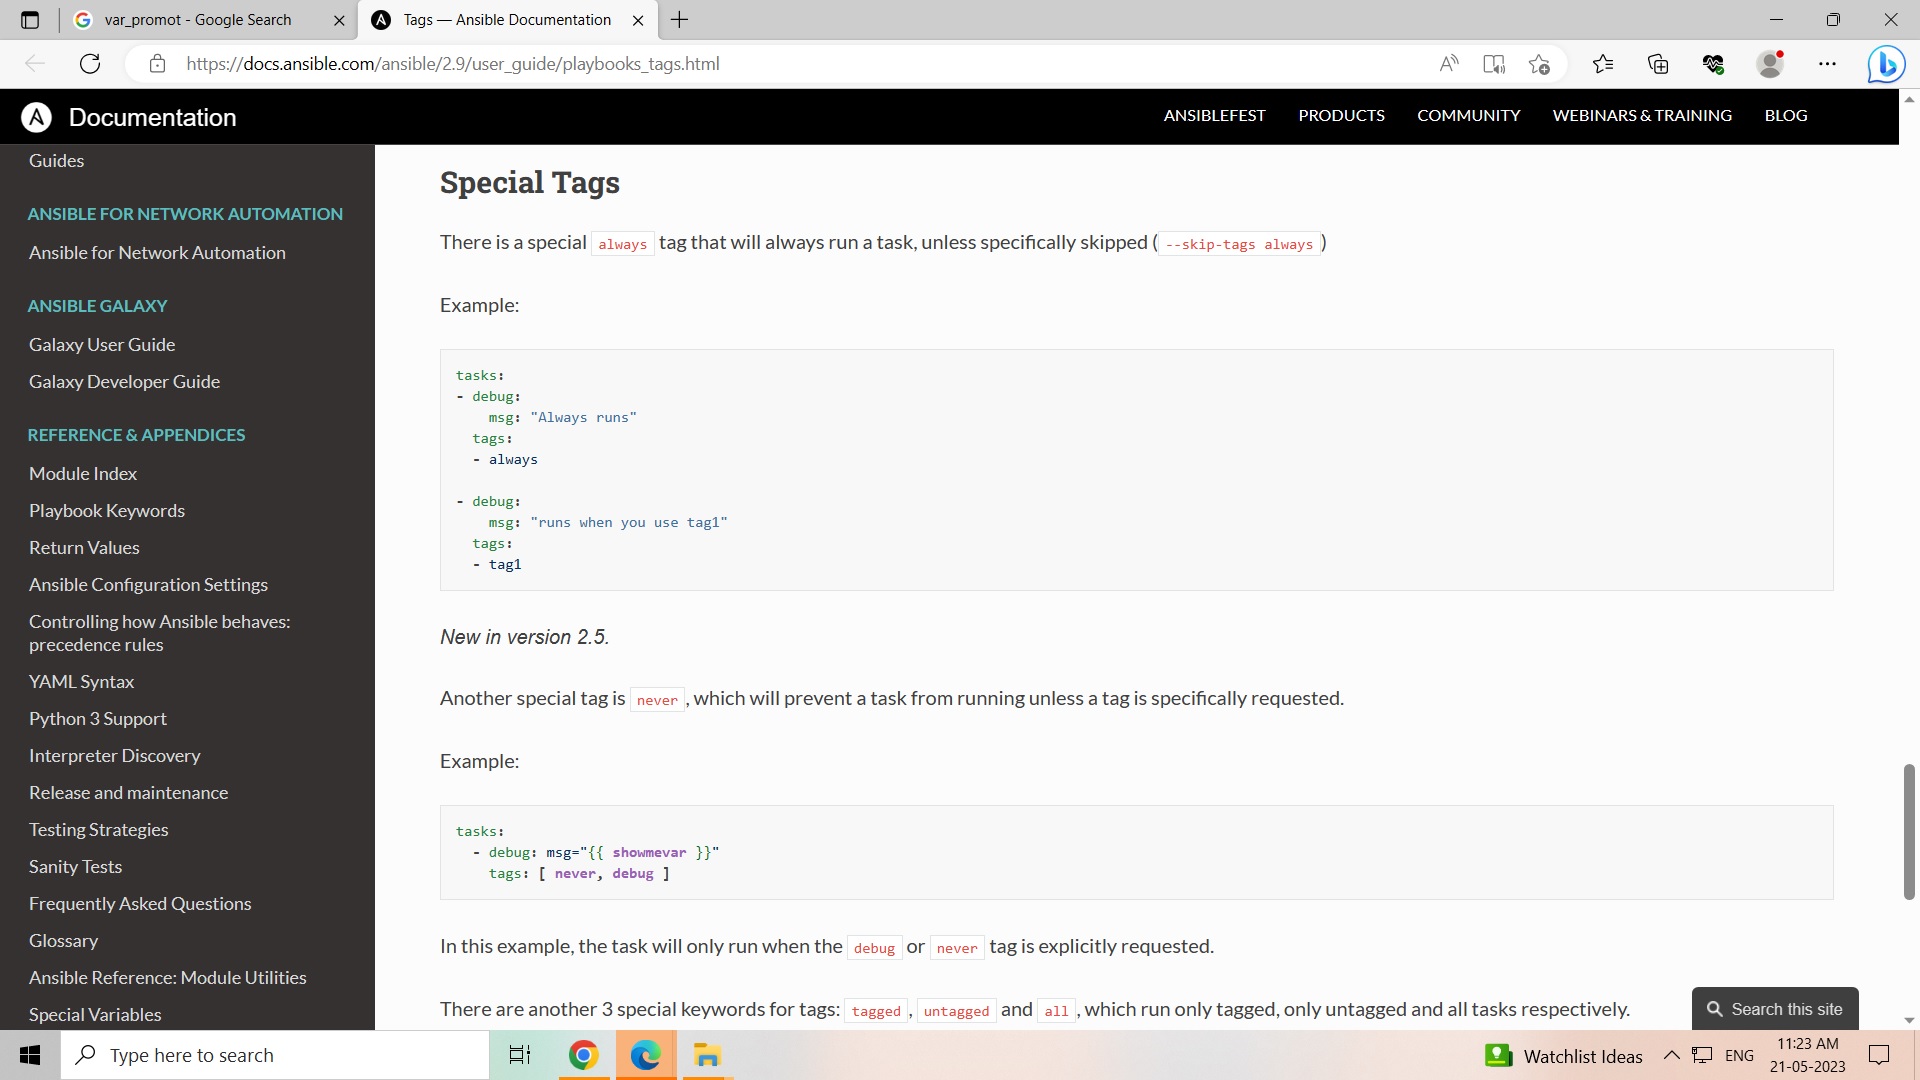 var_promot - Google Search
Tags — Ansible Documentation
https://docs.ansible.com/ansible/2.9/user_guide/playbooks_tags.html
Documentation
ANSIBLEFEST PRODUCTS COMMUNITY WEBINARS & TRAINING BLOG
Guides
ANSIBLE FOR NETWORK AUTOMATION
Ansible for Network Automation
ANSIBLE GALAXY
Galaxy User Guide
Galaxy Developer Guide
REFERENCE & APPENDICES
Module Index
Playbook Keywords
Return Values
Ansible Configuration Settings
Controlling how Ansible behaves:
precedence rules
YAML Syntax
Python 3 Support
Interpreter Discovery
Release and maintenance
Testing Strategies
Sanity Tests
Frequently Asked Questions
Glossary
Ansible Reference: Module Utilities
Special Variables
Special Tags
There is a special always tag that will always run a task, unless specifically skipped (--skip-tags always)
Example:
tasks:
- debug:
    msg: "Always runs"
  tags:
  - always
- debug:
    msg: "runs when you use tag1"
  tags:
  - tag1
New in version 2.5.
Another special tag is never, which will prevent a task from running unless a tag is specifically requested.
Example:
tasks:
  - debug: msg="{{ showmevar }}"
    tags: [ never, debug ]
In this example, the task will only run when the debug or never tag is explicitly requested.
There are another 3 special keywords for tags: tagged, untagged and all, which run only tagged, only untagged and all tasks respectively.
Search this site
Type here to search
Watchlist Ideas
ENG
11:23 AM
21-05-2023